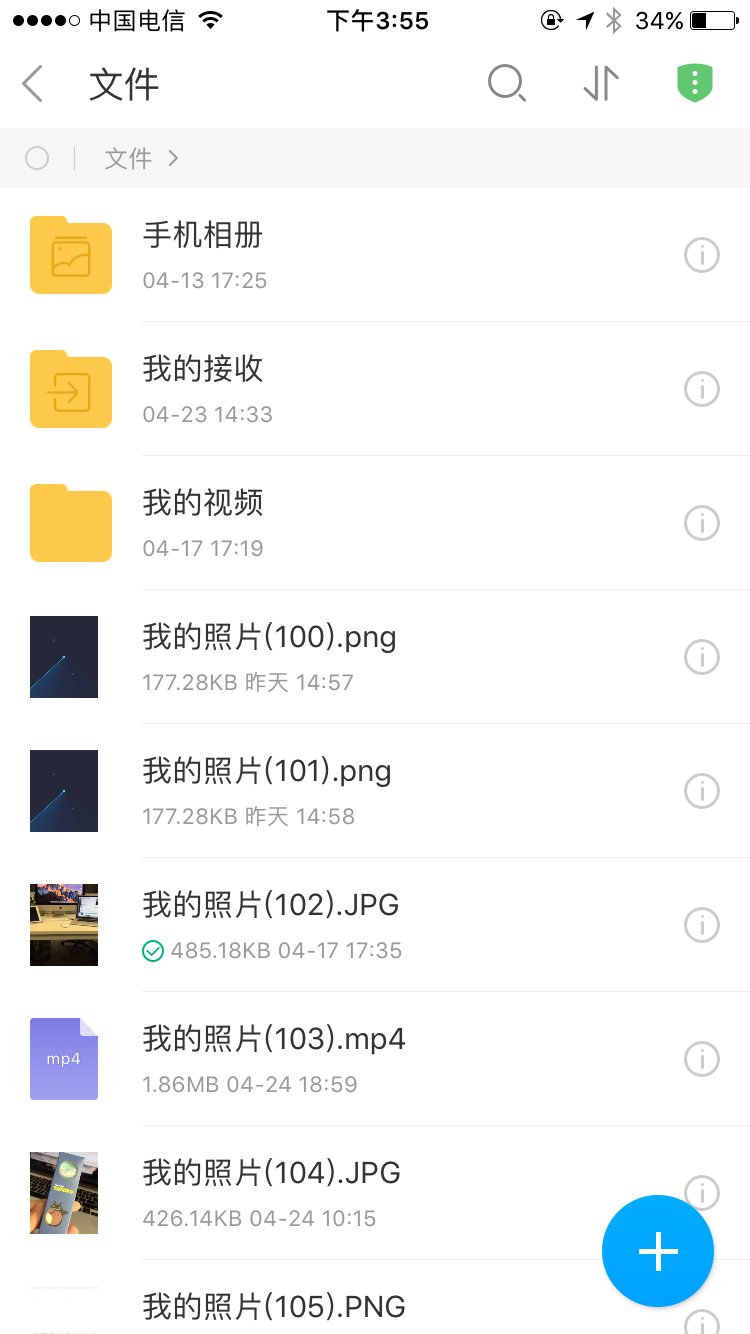 中国电信
下午3:55
34%
文件
文件
手机相册
04-13 17:25
我的接收
04-23 14:33
我的视频
04-17 17:19
我的照片(100).png
177.28KB 昨天 14:57
我的照片(101).png
177.28KB 昨天 14:58
我的照片(102).JPG
485.18KB 04-17 17:35
mp4
我的照片(103).mp4
1.86MB 04-24 18:59
我的照片(104).JPG
426.14KB 04-24 10:15
我的照片(105).PNG